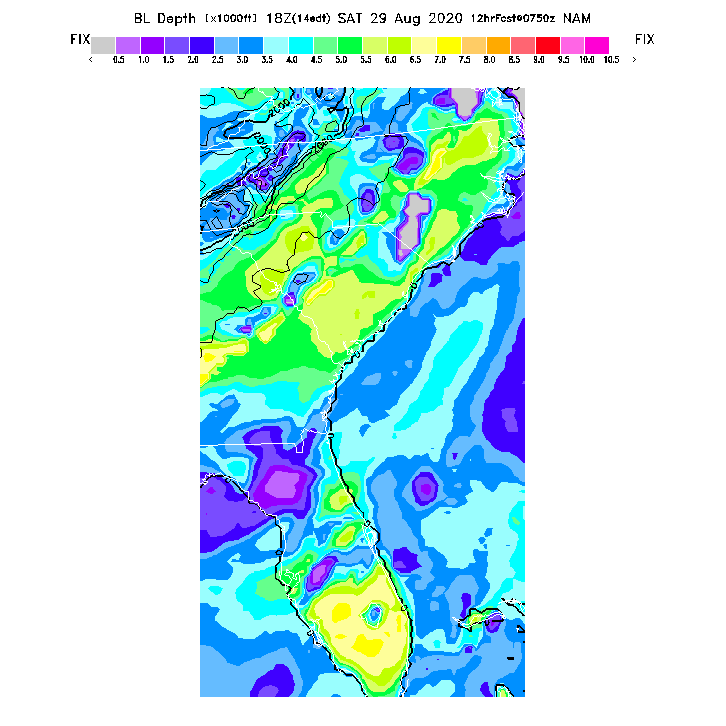 BL Depth [x1000ft] 18Z(14edt) SAT 29 Aug 2020 12hrFcst@0750z NAM
FIX FIX
< 0.5 1.0 1.5 2.0 2.5 3.0 3.5 4.0 4.5 5.0 5.5 6.0 6.5 7.0 7.5 8.0 8.5 9.0 9.5 10.0 10.5 >
2000